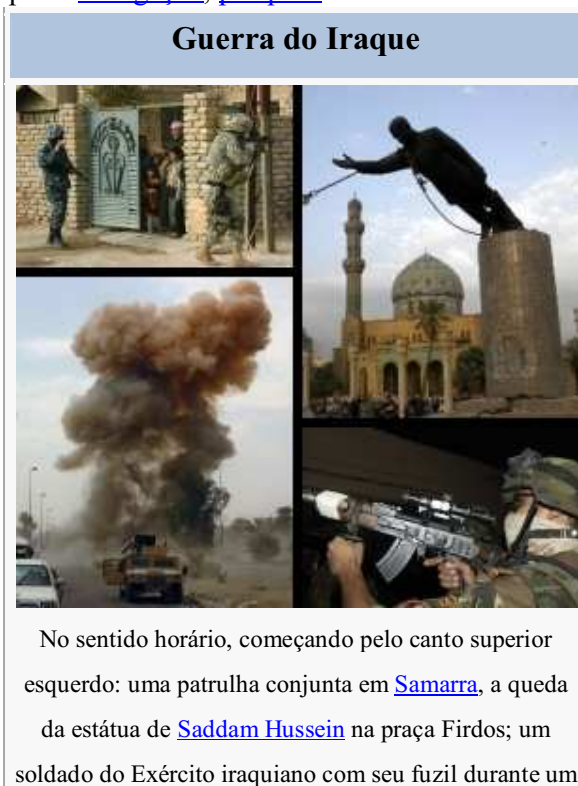 Guerra do Iraque
No sentido horário, começando pelo canto superior
esquerdo: uma patrulha conjunta em Samarra, a queda
da estátua de Saddam Hussein na praça Firdos; um
soldado do Exército iraquiano com seu fuzil durante um